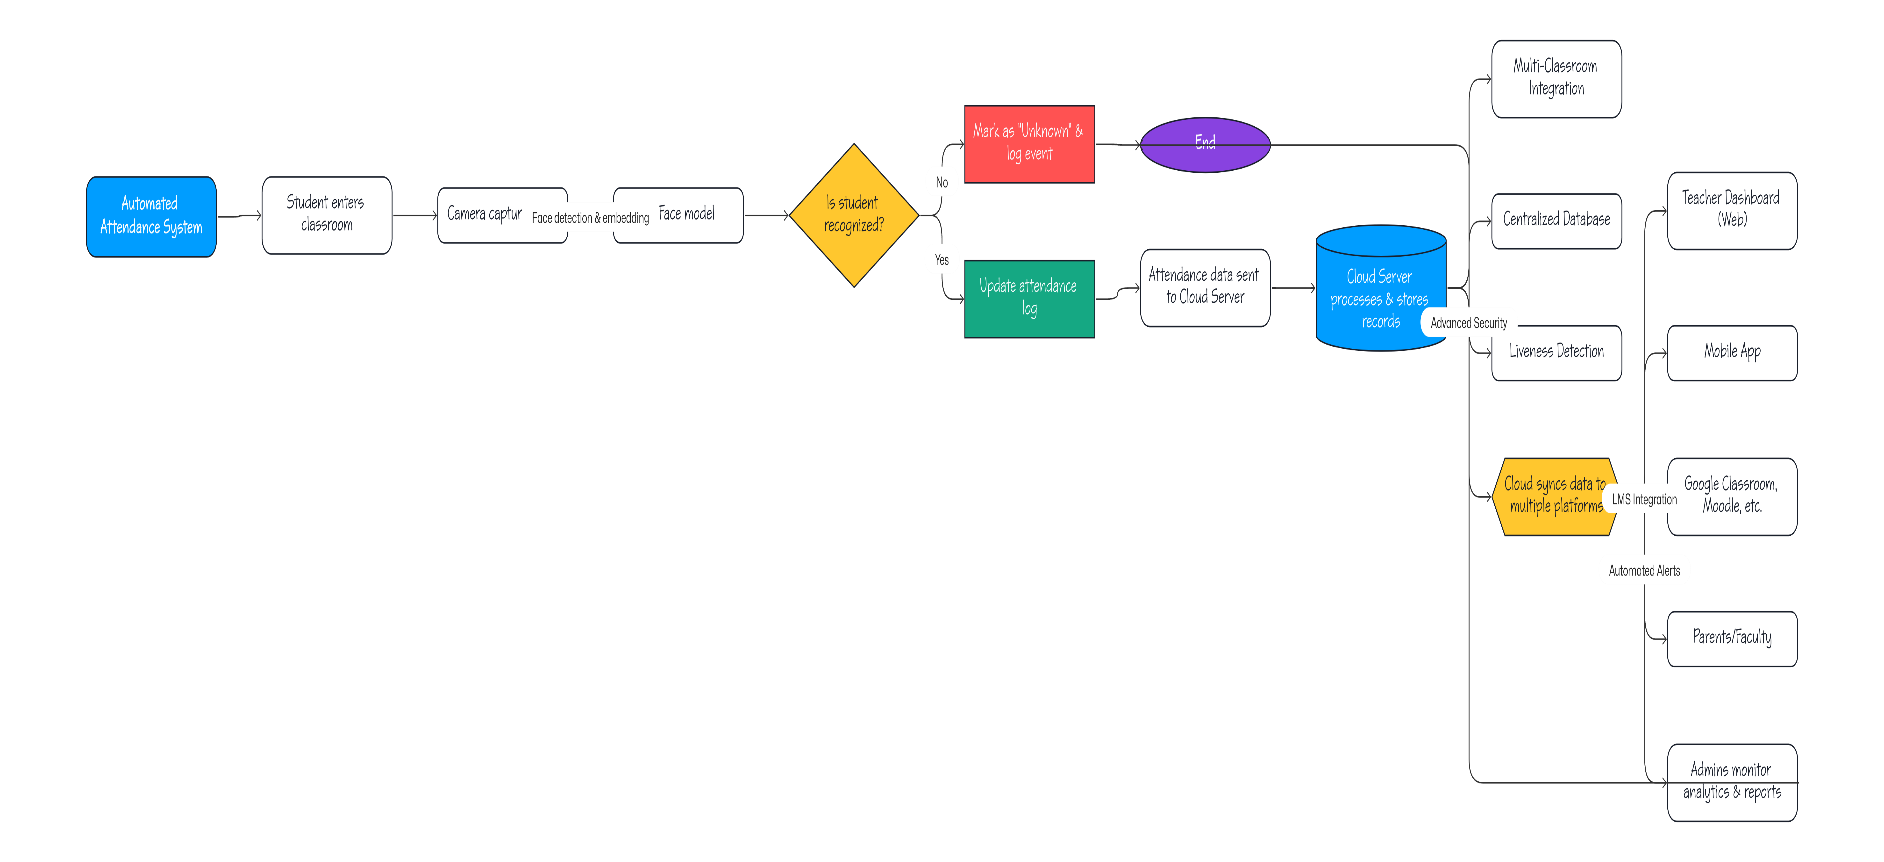 Automated
Attendance System
Student enters
classroom
Camera captur
Face detection & embedding
Face model
Is student
recognized?
No
Yes
Mark as "Unknown" &
log event
End
Update attendance
log
Attendance data sent
to Cloud Server
Cloud Server
processes & stores
records
Advanced Security
Multi-Classroom
Integration
Centralized Database
Liveness Detection
Cloud syncs data to
multiple platforms
LMS Integration
Automated Alerts
Teacher Dashboard
(Web)
Mobile App
Google Classroom,
Moodle, etc.
Parents/Faculty
Admins monitor
analytics & reports